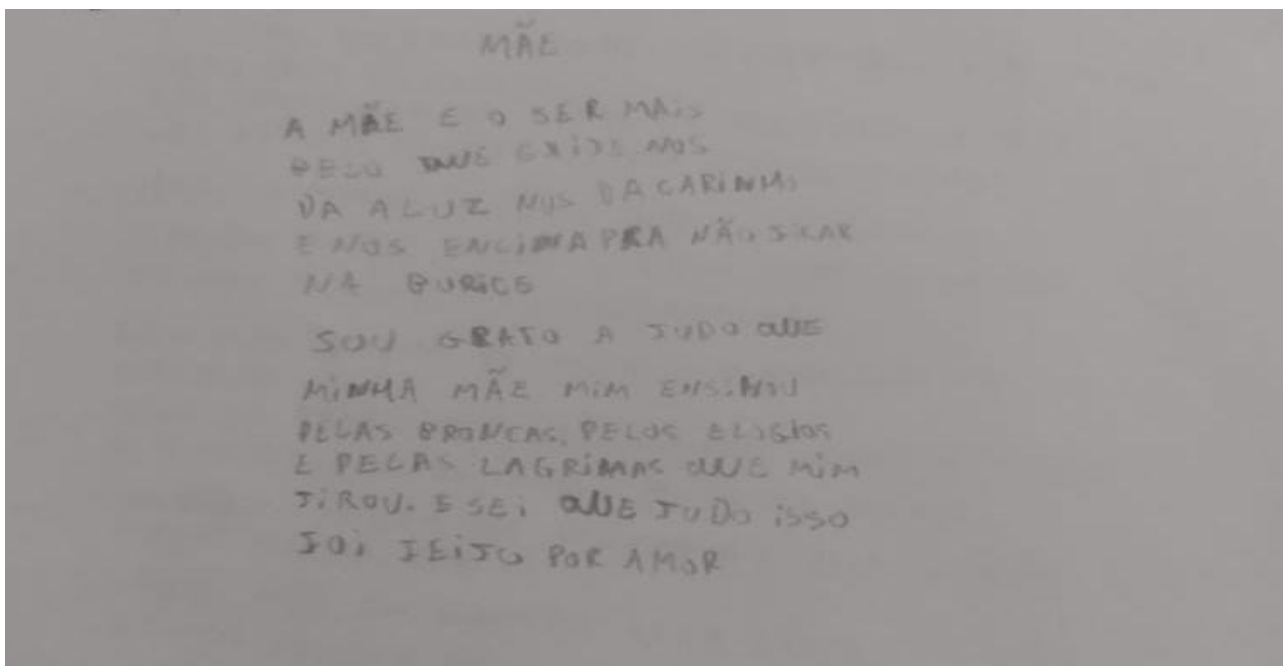 MÃE
A MÃE E O SER MAIS
BELO QUE EXISTE NOS
DA A LUZ NOS DA CARINHO
E NOS ENCINA PRA NÃO FICAR
NA BURICE
SOU GRATO A TUDO QUE
MINHA MÃE MIM ENSINOU
PELAS BRONCAS, PELOS ELOGIOS
E PELAS LAGRIMAS QUE MIM
TIROU. E SEI QUE TUDO ISSO
FOI FEITO POR AMOR